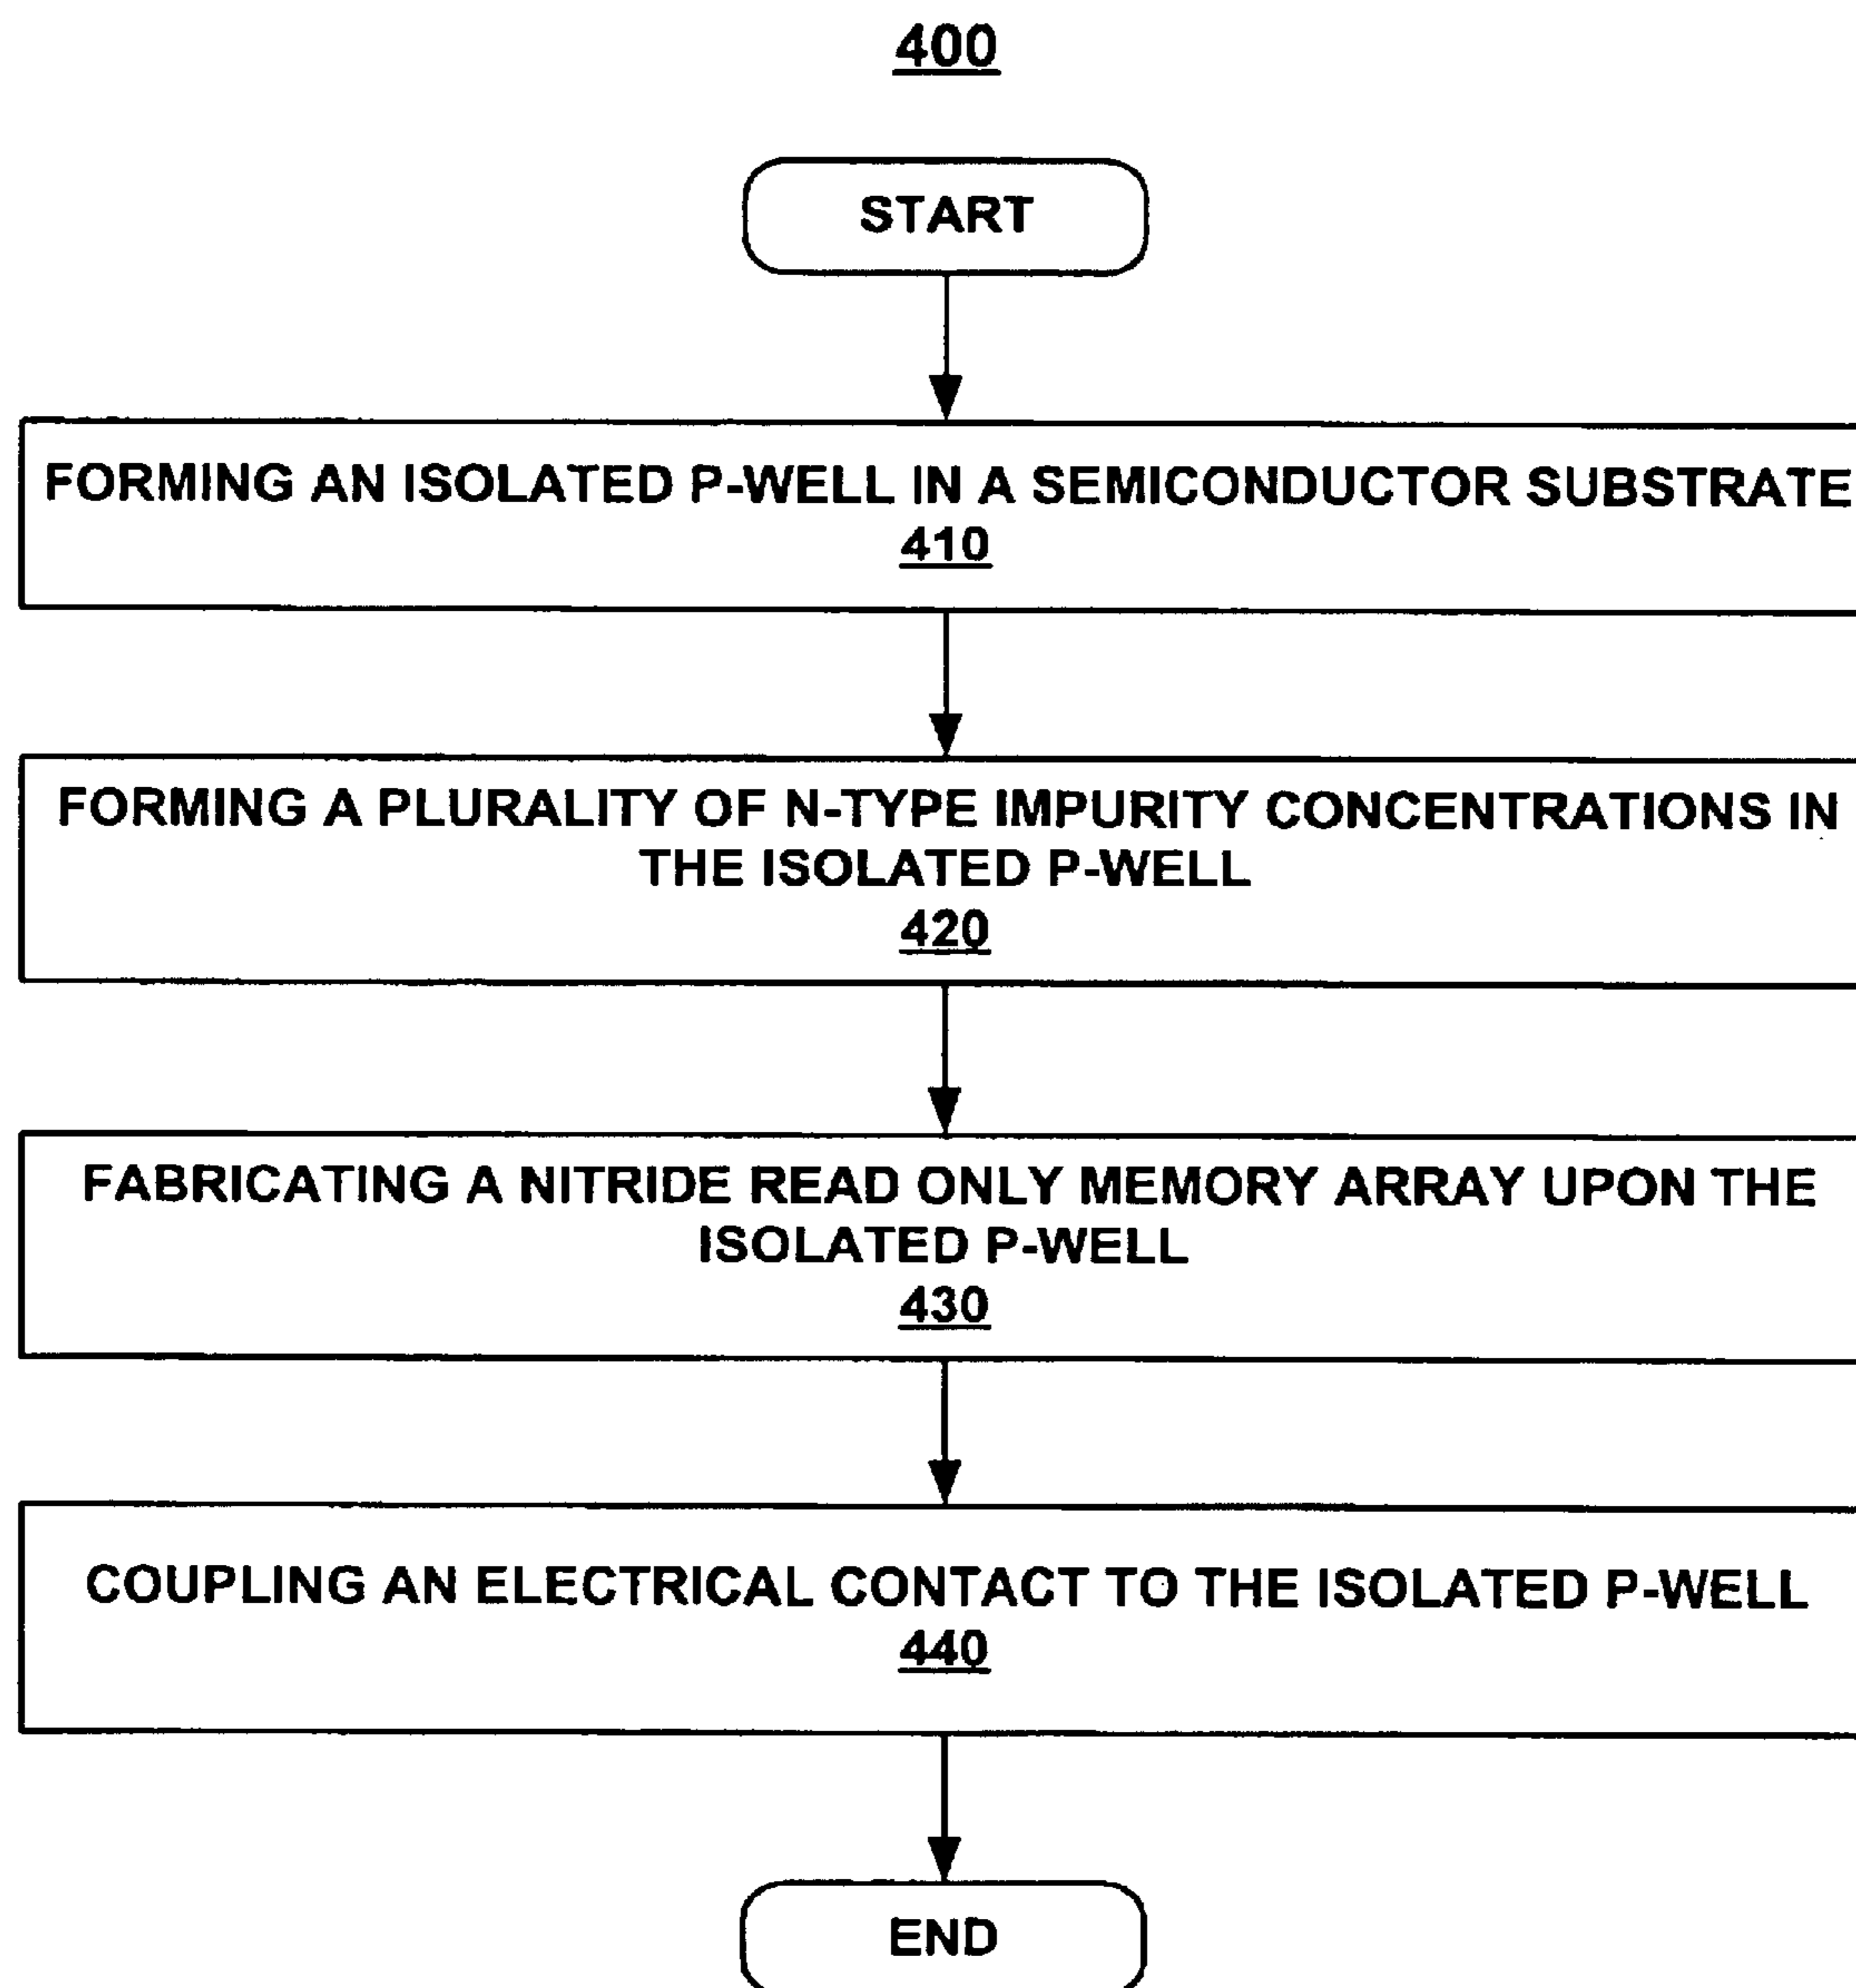 400
START
FORMING AN ISOLATED P-WELL IN A SEMICONDUCTOR SUBSTRATE
410
FORMING A PLURALITY OF N-TYPE IMPURITY CONCENTRATIONS IN
THE ISOLATED P-WELL
420
FABRICATING A NITRIDE READ ONLY MEMORY ARRAY UPON THE
ISOLATED P-WELL
430
COUPLING AN ELECTRICAL CONTACT TO THE ISOLATED P-WELL
440
END